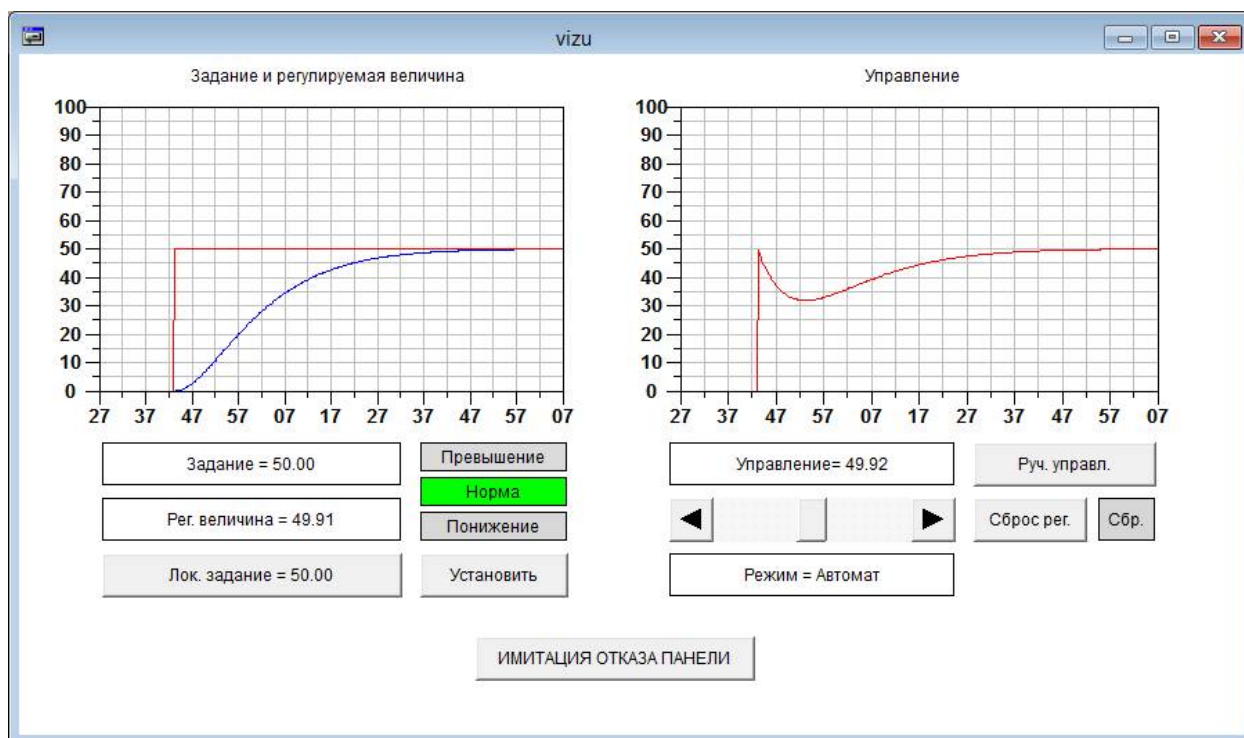 vizu
Задание и регулируемая величина
100
90
80
70
60
50
40
30
20
10
0
27 37 47 57 07 17 27 37 47 57 07
Управление
100
90
80
70
60
50
40
30
20
10
0
27 37 47 57 07 17 27 37 47 57 07
Задание = 50.00
Превышение
Норма
Рег. величина = 49.91
Понижение
Лок. задание = 50.00
Установить
Управление= 49.92
Руч. управл.
Сброс рег.
Сбр.
Режим = Автомат
ИМИТАЦИЯ ОТКАЗА ПАНЕЛИ